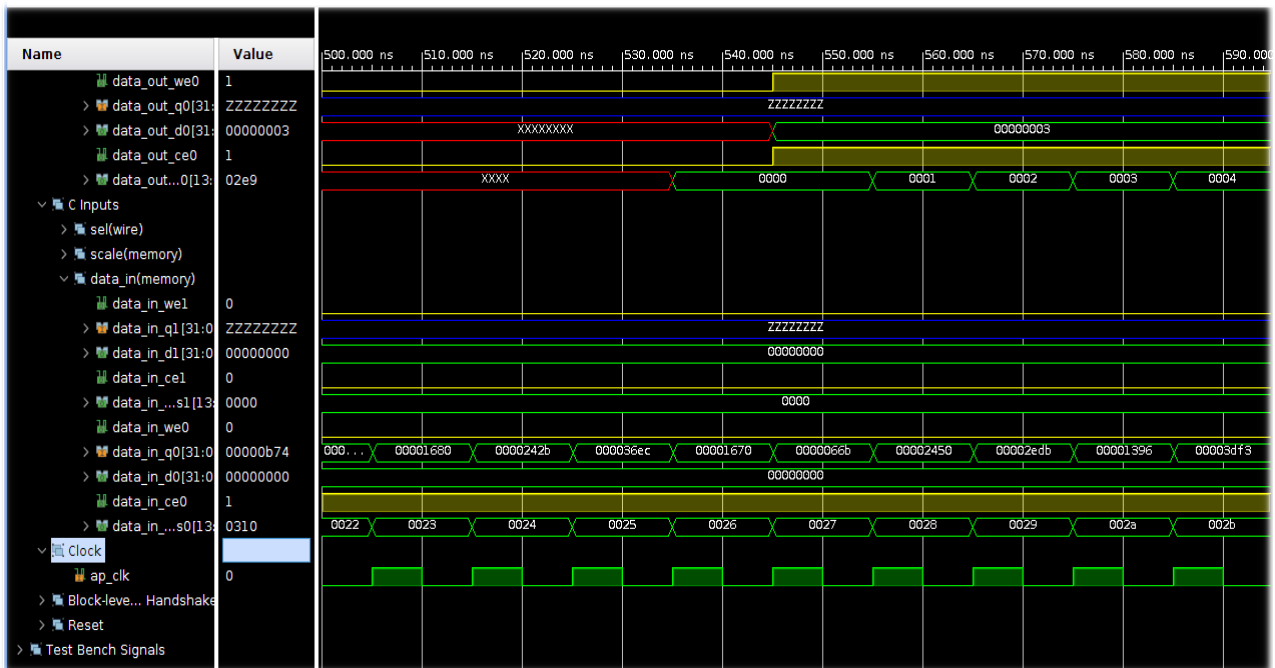 Name Value 500.000 ns 510.000 ns 520.000 ns 530.000 ns 540.000 ns 550.000 ns 560.000 ns 570.000 ns 580.000 ns 590.000
data_out_we0 1
data_out_q0[31: ZZZZZZZZ ZZZZZZZZ
data_out_d0[31: 00000003 XXXXXXXX 00000003
data_out_ce0 1
data_out...0[13: 02e9 XXXX 0000 0001 0002 0003 0004
C Inputs
sel(wire)
scale(memory)
data_in(memory)
data_in_we1 0
data_in_q1[31:0 ZZZZZZZZ ZZZZZZZZ
data_in_d1[31:0 00000000 00000000
data_in_ce1 0
data_in_...s1[13: 0000 0000
data_in_we0 0
data_in_q0[31:0 00000b74 000... 00001680 0000242b 000036ec 00001670 0000066b 00002450 00002edb 00001396 00003df3
data_in_d0[31:0 00000000 00000000
data_in_ce0 1
data_in_...s0[13: 0310 0022 0023 0024 0025 0026 0027 0028 0029 002a 002b
Clock
ap_clk 0
Block-leve... Handshake
Reset
Test Bench Signals